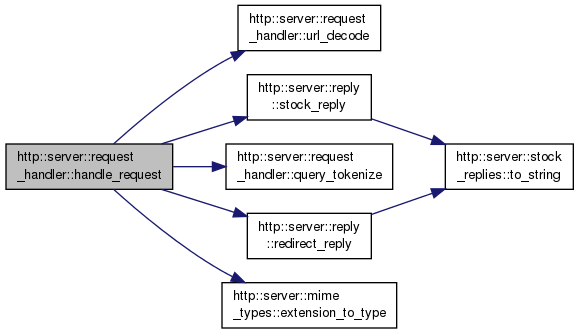 http::server::request
_handler::url_decode
http::server::reply
::stock_reply
http::server::request
_handler::handle_request
http::server::request
_handler::query_tokenize
http::server::stock
_replies::to_string
http::server::reply
::redirect_reply
http::server::mime
_types::extension_to_type